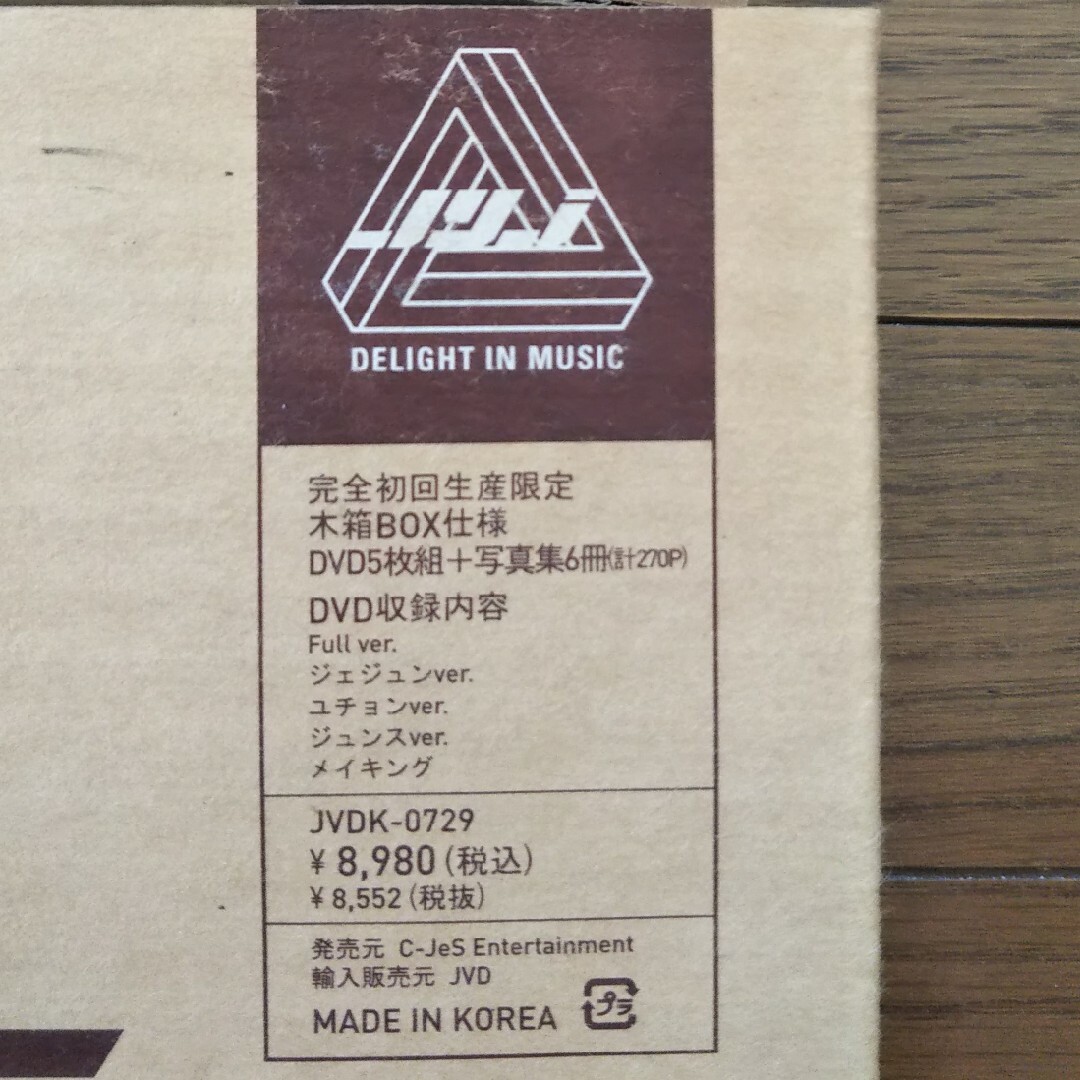 DELIGHT IN MUSIC
完全初回生産限定
木箱BOX仕様
DVD5枚組＋写真集6冊(計270P)
DVD収録内容
Full ver.
ジェジュンver.
ユチョンver.
ジュンスver.
メイキング
JVDK-0729
¥ 8,980 (税込)
¥ 8,552 (税抜)
発売元 C-JeS Entertainment
輸入販売元 JVD
MADE IN KOREA プラ